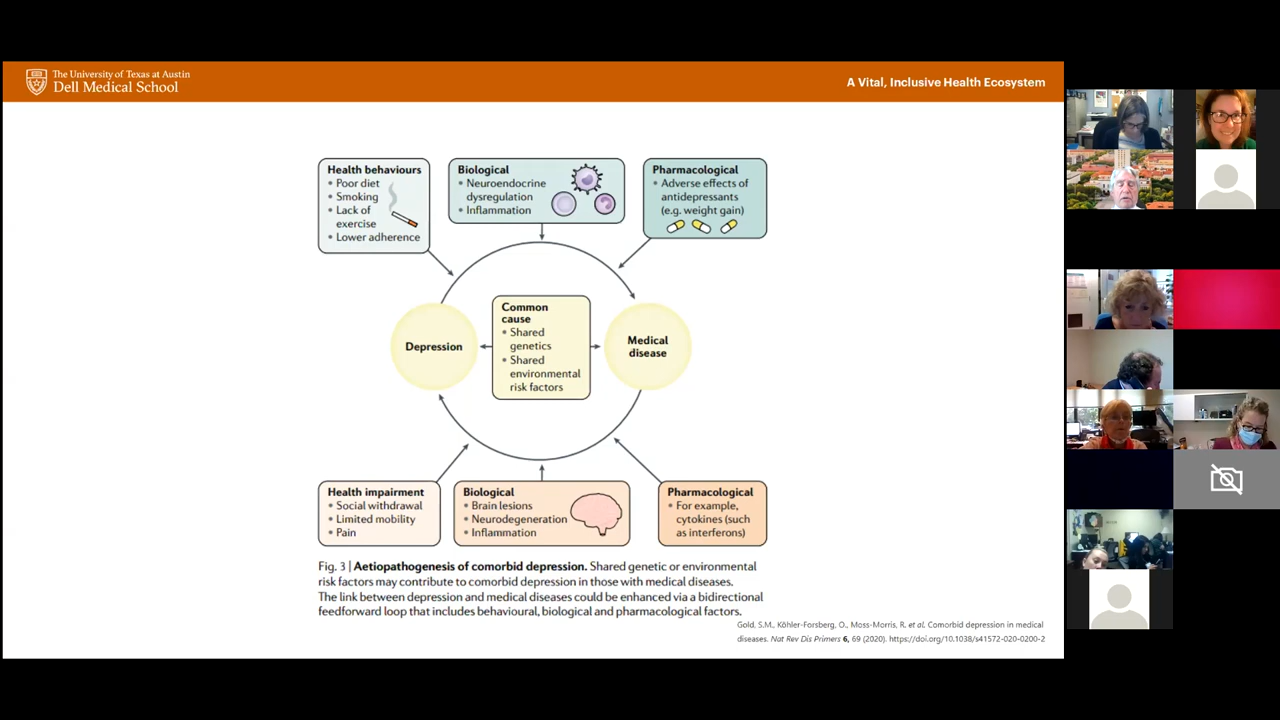 The University of Texas at Austin
Dell Medical School
A Vital, Inclusive Health Ecosystem
Health behaviours
• Poor diet
• Smoking
• Lack of
exercise
• Lower adherence
Biological
• Neuroendocrine
dysregulation
• Inflammation
Pharmacological
• Adverse effects of
antidepressants
(e.g. weight gain)
Depression
Common
cause
• Shared
genetics
• Shared
environmental
risk factors
Medical
disease
Health impairment
• Social withdrawal
• Limited mobility
• Pain
Biological
• Brain lesions
• Neurodegeneration
• Inflammation
Pharmacological
• For example,
cytokines (such
as interferons)
Fig. 3 | Aetiopathogenesis of comorbid depression. Shared genetic or environmental
risk factors may contribute to comorbid depression in those with medical diseases.
The link between depression and medical diseases could be enhanced via a bidirectional
feedforward loop that includes behavioural, biological and pharmacological factors.
Gold, S.M., Köhler-Forsberg, O., Moss-Morris, R. et al. Comorbid depression in medical
diseases. Nat Rev Dis Primers 6, 69 (2020). https://doi.org/10.1038/s41572-020-0200-2